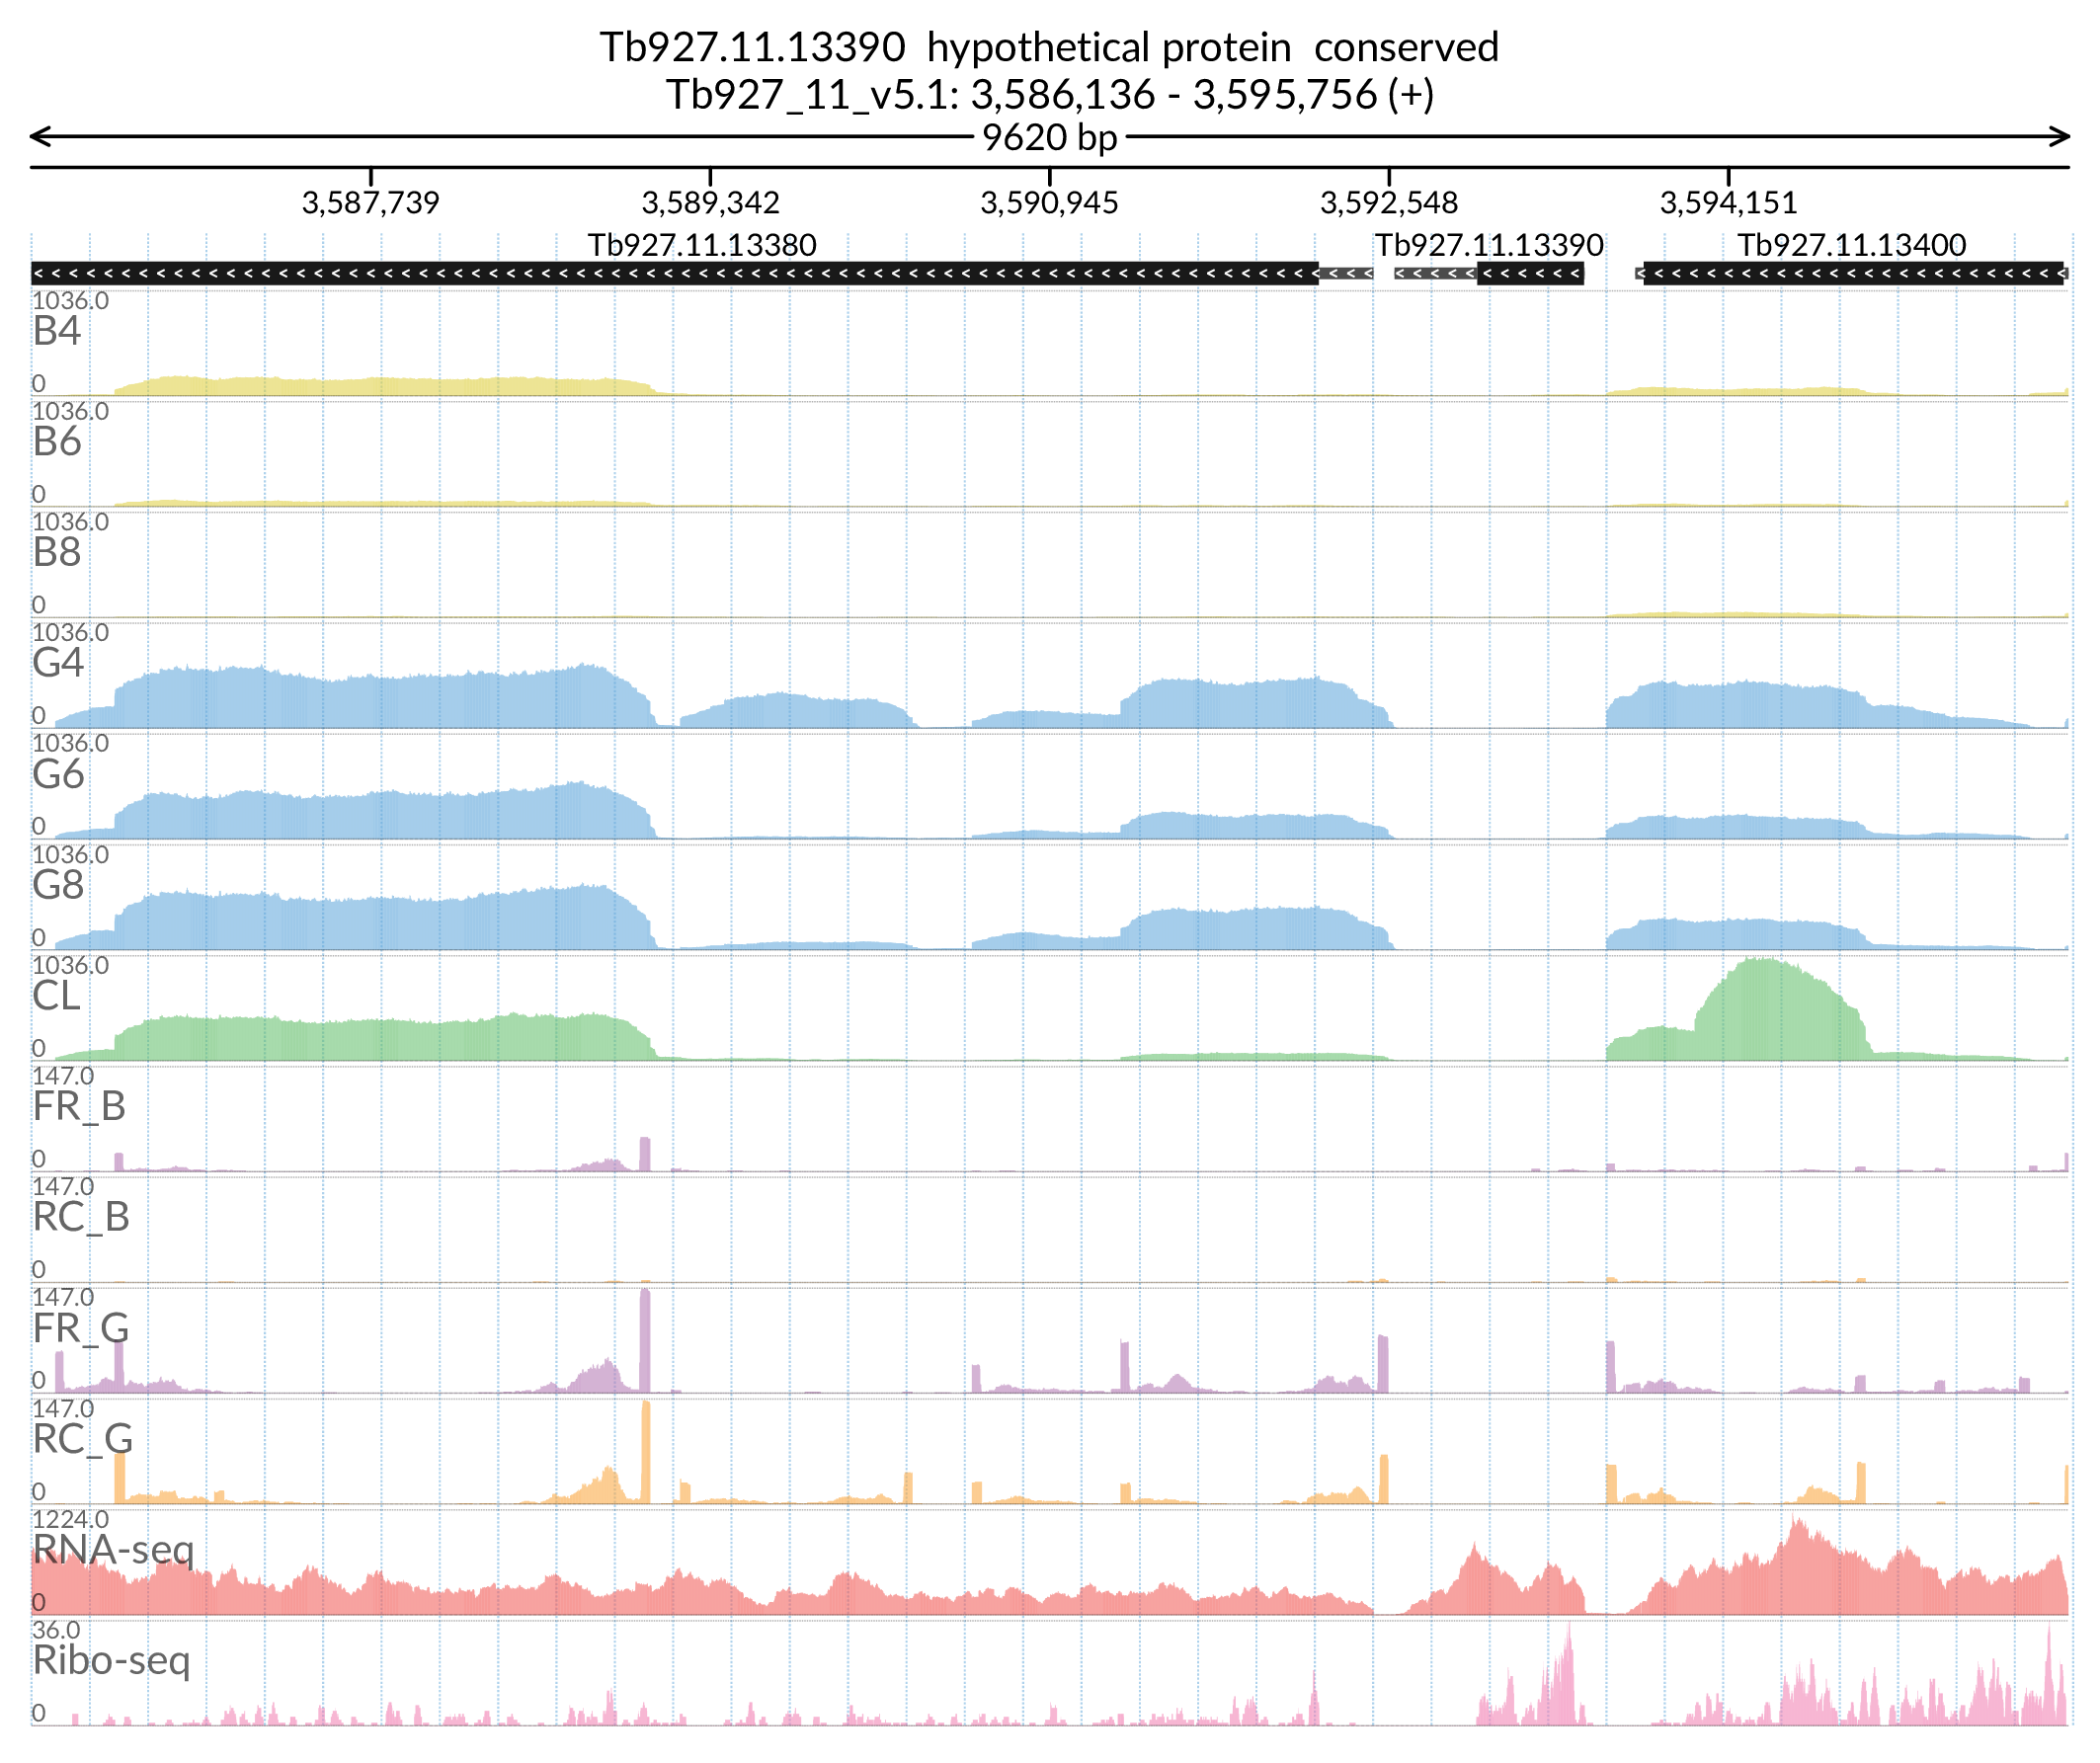 Tb927.11.13390 hypothetical protein conserved
Tb927_11_v5.1: 3,586,136 - 3,595,756 (+)
9620 bp
3,587,739 3,589,342 3,590,945 3,592,548 3,594,151
Tb927.11.13380 Tb927.11.13390 Tb927.11.13400
1036.0
B4
0
1036.0
B6
0
1036.0
B8
0
1036.0
G4
0
1036.0
G6
0
1036.0
G8
0
1036.0
CL
0
147.0
FR_B
0
147.0
RC_B
0
147.0
FR_G
0
147.0
RC_G
0
1224.0
RNA-seq
0
36.0
Ribo-seq
0